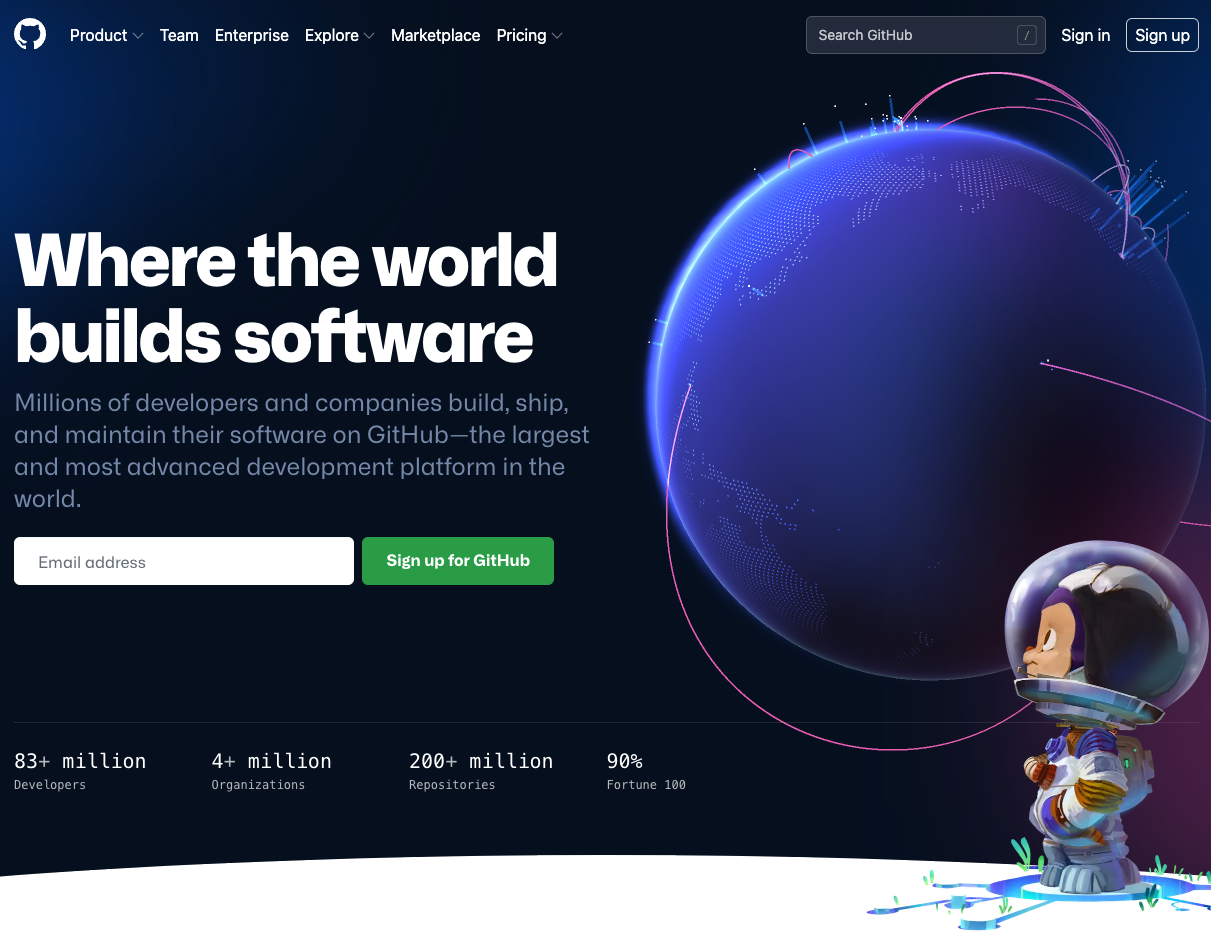 Product Team Enterprise Explore Marketplace Pricing Search GitHub / Sign in Sign up
Where the world
builds software
Millions of developers and companies build, ship,
and maintain their software on GitHub—the largest
and most advanced development platform in the
world.
Email address Sign up for GitHub
83+ million 4+ million 200+ million 90%
Developers Organizations Repositories Fortune 100